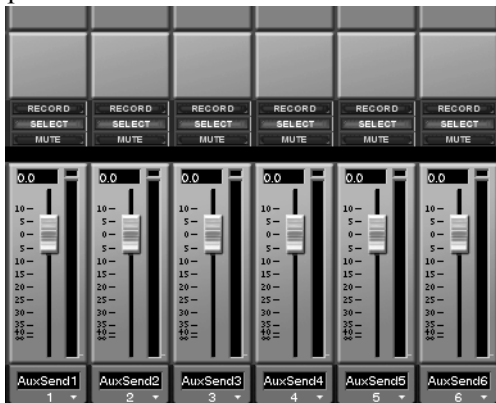 RECORD RECORD RECORD RECORD RECORD RECORD
SELECT SELECT SELECT SELECT SELECT SELECT
MUTE MUTE MUTE MUTE MUTE MUTE
0.0 0.0 0.0 0.0 0.0 0.0
10 10 10 10 10 10
5 5 5 5 5 5
0 0 0 0 0 0
5 5 5 5 5 5
10 10 10 10 10 10
15 15 15 15 15 15
20 20 20 20 20 20
25 25 25 25 25 25
30 30 30 30 30 30
35 35 35 35 35 35
40 40 40 40 40 40
∞ ∞ ∞ ∞ ∞ ∞
AuxSend1 AuxSend2 AuxSend3 AuxSend4 AuxSend5 AuxSend6
1 2 3 4 5 6